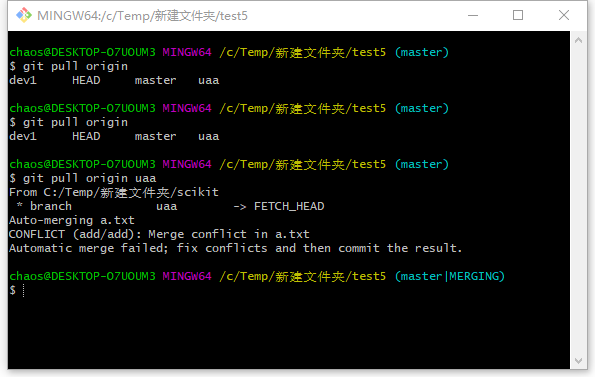 MINGW64:/c/Temp/新建文件夹/test5
chaos@DESKTOP-O7UOUM3 MINGW64 /c/Temp/新建文件夹/test5 (master)
$ git pull origin
dev1    HEAD    master  uaa
chaos@DESKTOP-O7UOUM3 MINGW64 /c/Temp/新建文件夹/test5 (master)
$ git pull origin
dev1    HEAD    master  uaa
chaos@DESKTOP-O7UOUM3 MINGW64 /c/Temp/新建文件夹/test5 (master)
$ git pull origin uaa
From C:/Temp/新建文件夹/scikit
 * branch            uaa        -> FETCH_HEAD
Auto-merging a.txt
CONFLICT (add/add): Merge conflict in a.txt
Automatic merge failed; fix conflicts and then commit the result.
chaos@DESKTOP-O7UOUM3 MINGW64 /c/Temp/新建文件夹/test5 (master|MERGING)
$